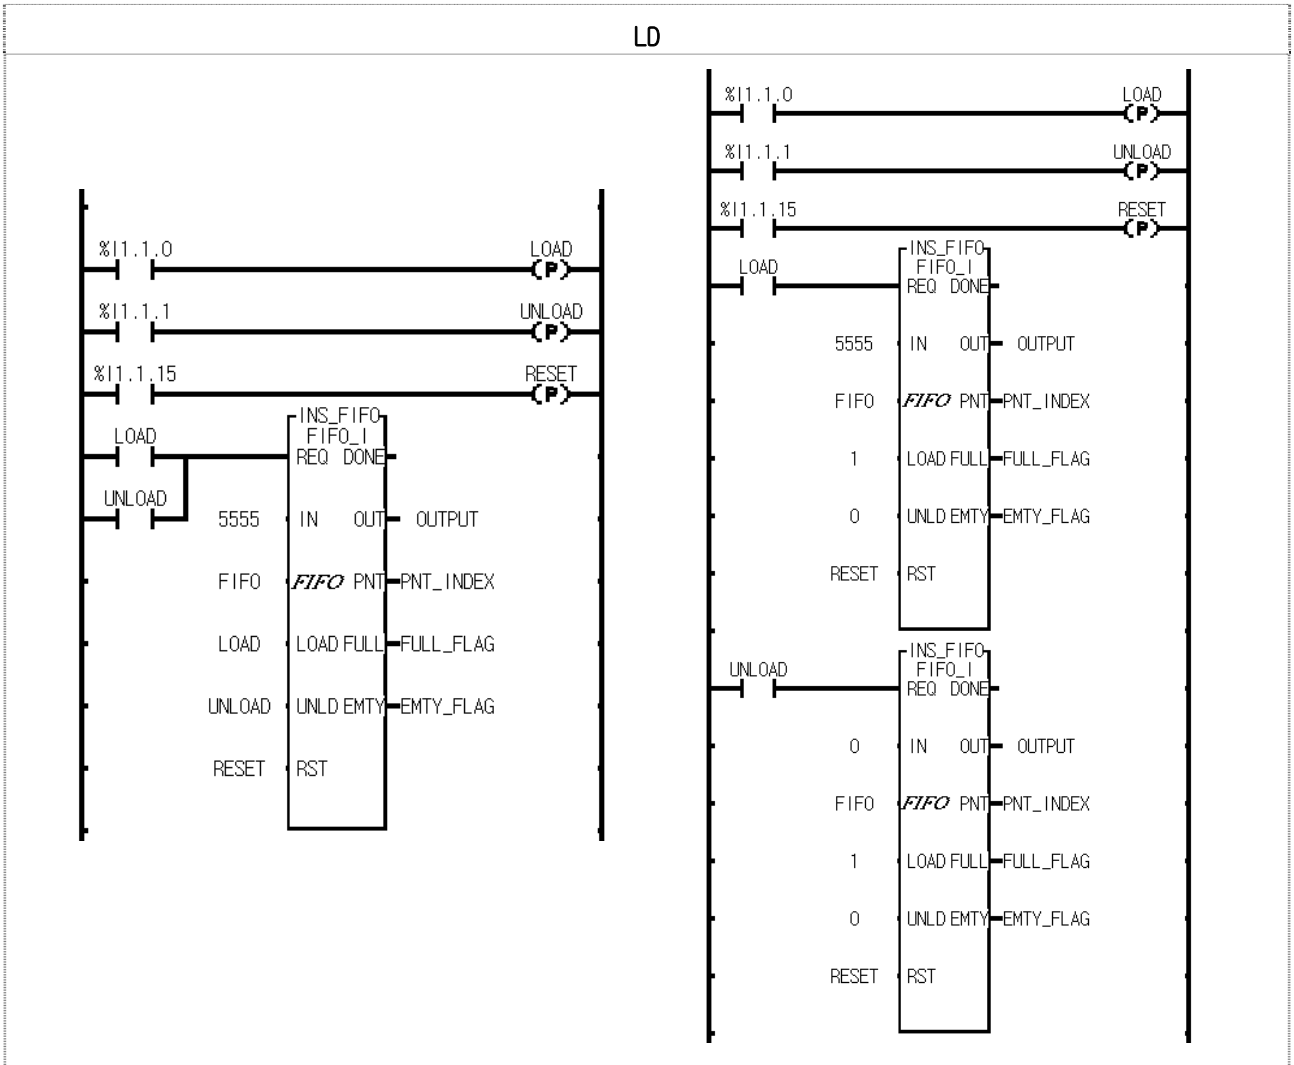 LD
%I1.1.0 LOAD
(P)
%I1.1.1 UNLOAD
(P)
%I1.1.15 RESET
(P)
INS_FIFO
LOAD FIFO_I
REQ DONE
UNLOAD
5555 IN OUT OUTPUT
FIFO FIFO PNT PNT_INDEX
LOAD LOAD FULL FULL_FLAG
UNLOAD UNLD EMTY EMTY_FLAG
RESET RST
%I1.1.0 LOAD
(P)
%I1.1.1 UNLOAD
(P)
%I1.1.15 RESET
(P)
INS_FIFO
LOAD FIFO_I
REQ DONE
5555 IN OUT OUTPUT
FIFO FIFO PNT PNT_INDEX
1 LOAD FULL FULL_FLAG
0 UNLD EMTY EMTY_FLAG
RESET RST
INS_FIFO
UNLOAD FIFO_I
REQ DONE
0 IN OUT OUTPUT
FIFO FIFO PNT PNT_INDEX
1 LOAD FULL FULL_FLAG
0 UNLD EMTY EMTY_FLAG
RESET RST